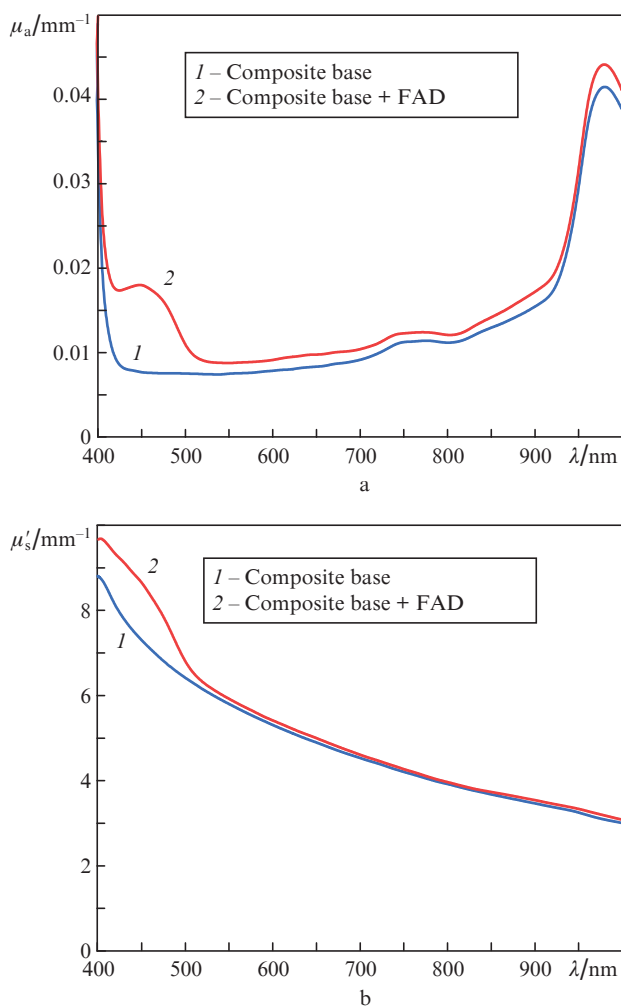 μa/mm–1
1 – Composite base
2 – Composite base + FAD
0.04
0.03
0.02
2
0.01
1
0
400 500 600 700 800 900 λ/nm
a
μ′s/mm–1
1 – Composite base
2 – Composite base + FAD
2
8
1
6
4
2
0
400 500 600 700 800 900 λ/nm
b